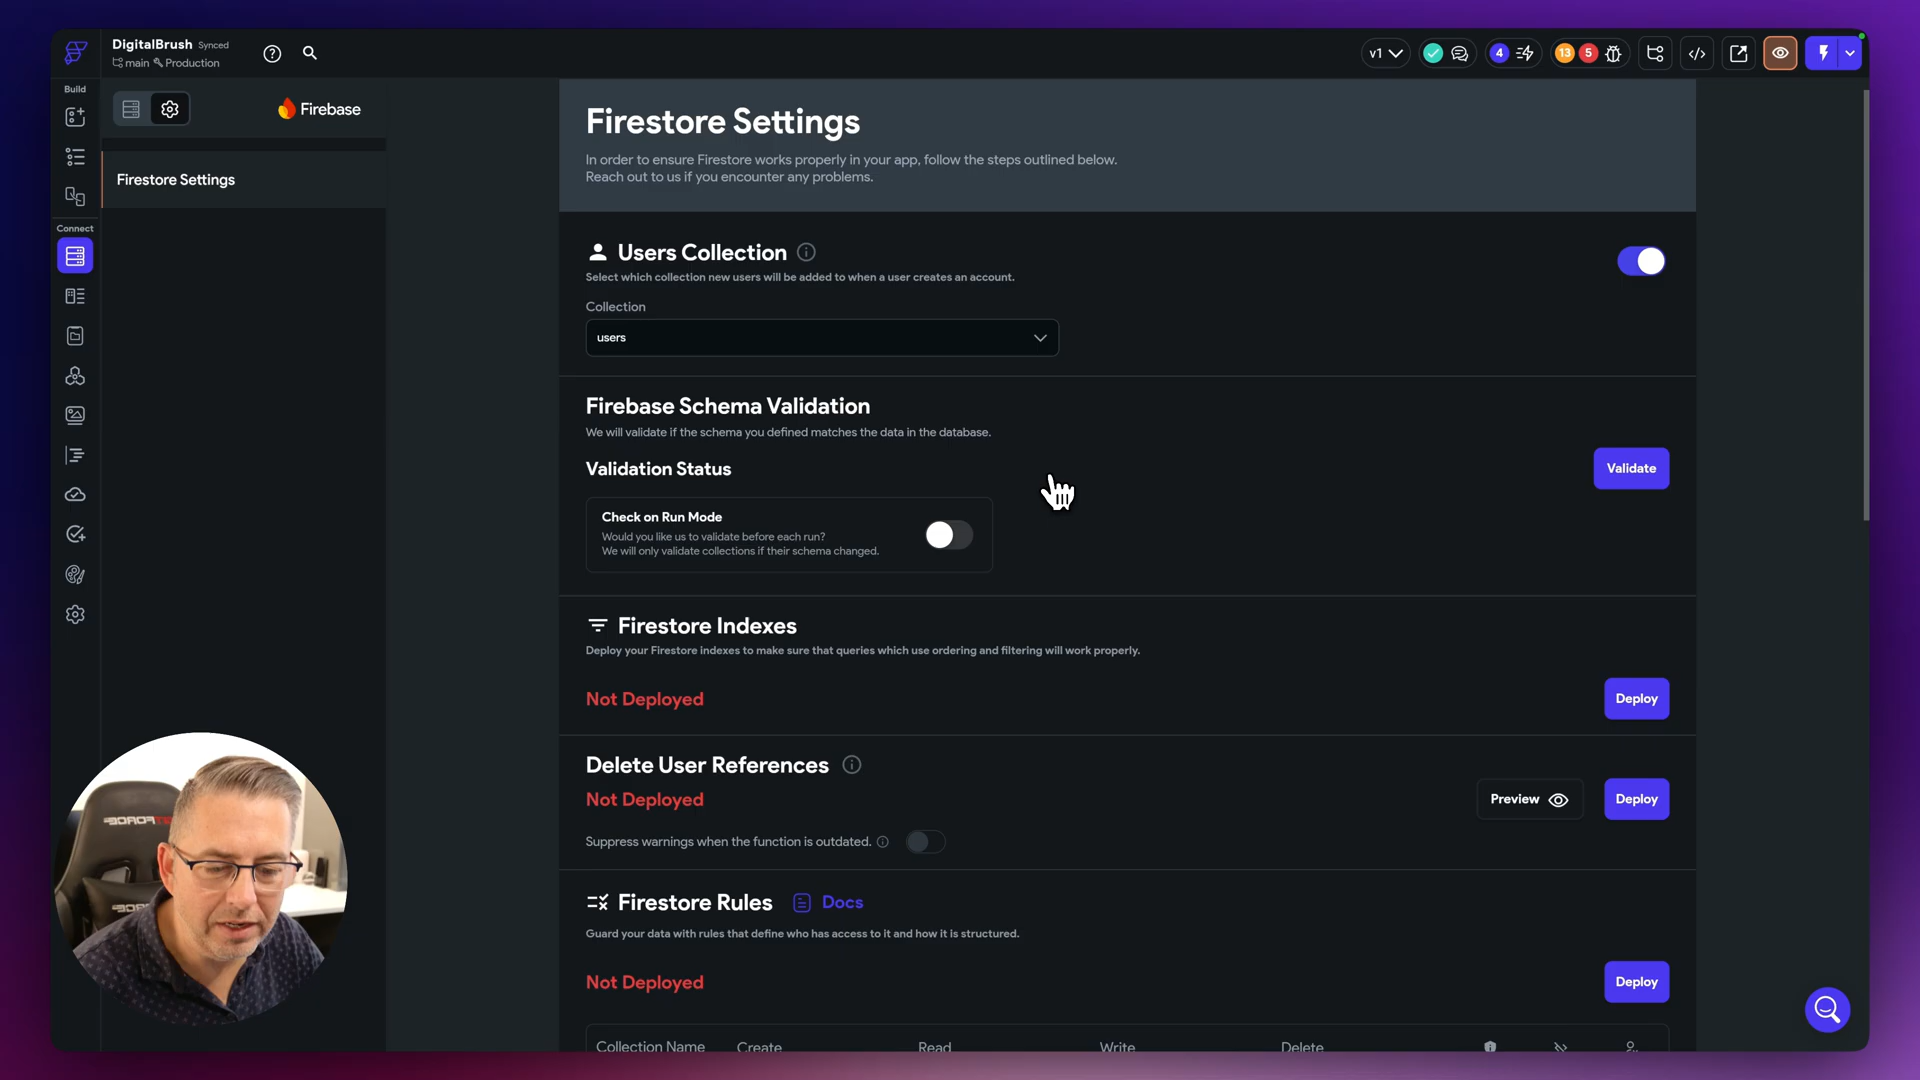 DigitalBrush Synced
main Production
v1
4
13
5
Build
Firebase
Firestore Settings
Connect
Firestore Settings
In order to ensure Firestore works properly in your app, follow the steps outlined below.
Reach out to us if you encounter any problems.
Users Collection
Select which collection new users will be added to when a user creates an account.
Collection
users
Firebase Schema Validation
We will validate if the schema you defined matches the data in the database.
Validation Status
Validate
Check on Run Mode
Would you like us to validate before each run?
We will only validate collections if their schema changed.
Firestore Indexes
Deploy your Firestore indexes to make sure that queries which use ordering and filtering will work properly.
Not Deployed
Deploy
Delete User References
Not Deployed
Preview
Deploy
Suppress warnings when the function is outdated.
Firestore Rules
Docs
Guard your data with rules that define who has access to it and how it is structured.
Not Deployed
Deploy
Collection Name Create Read Write Delete